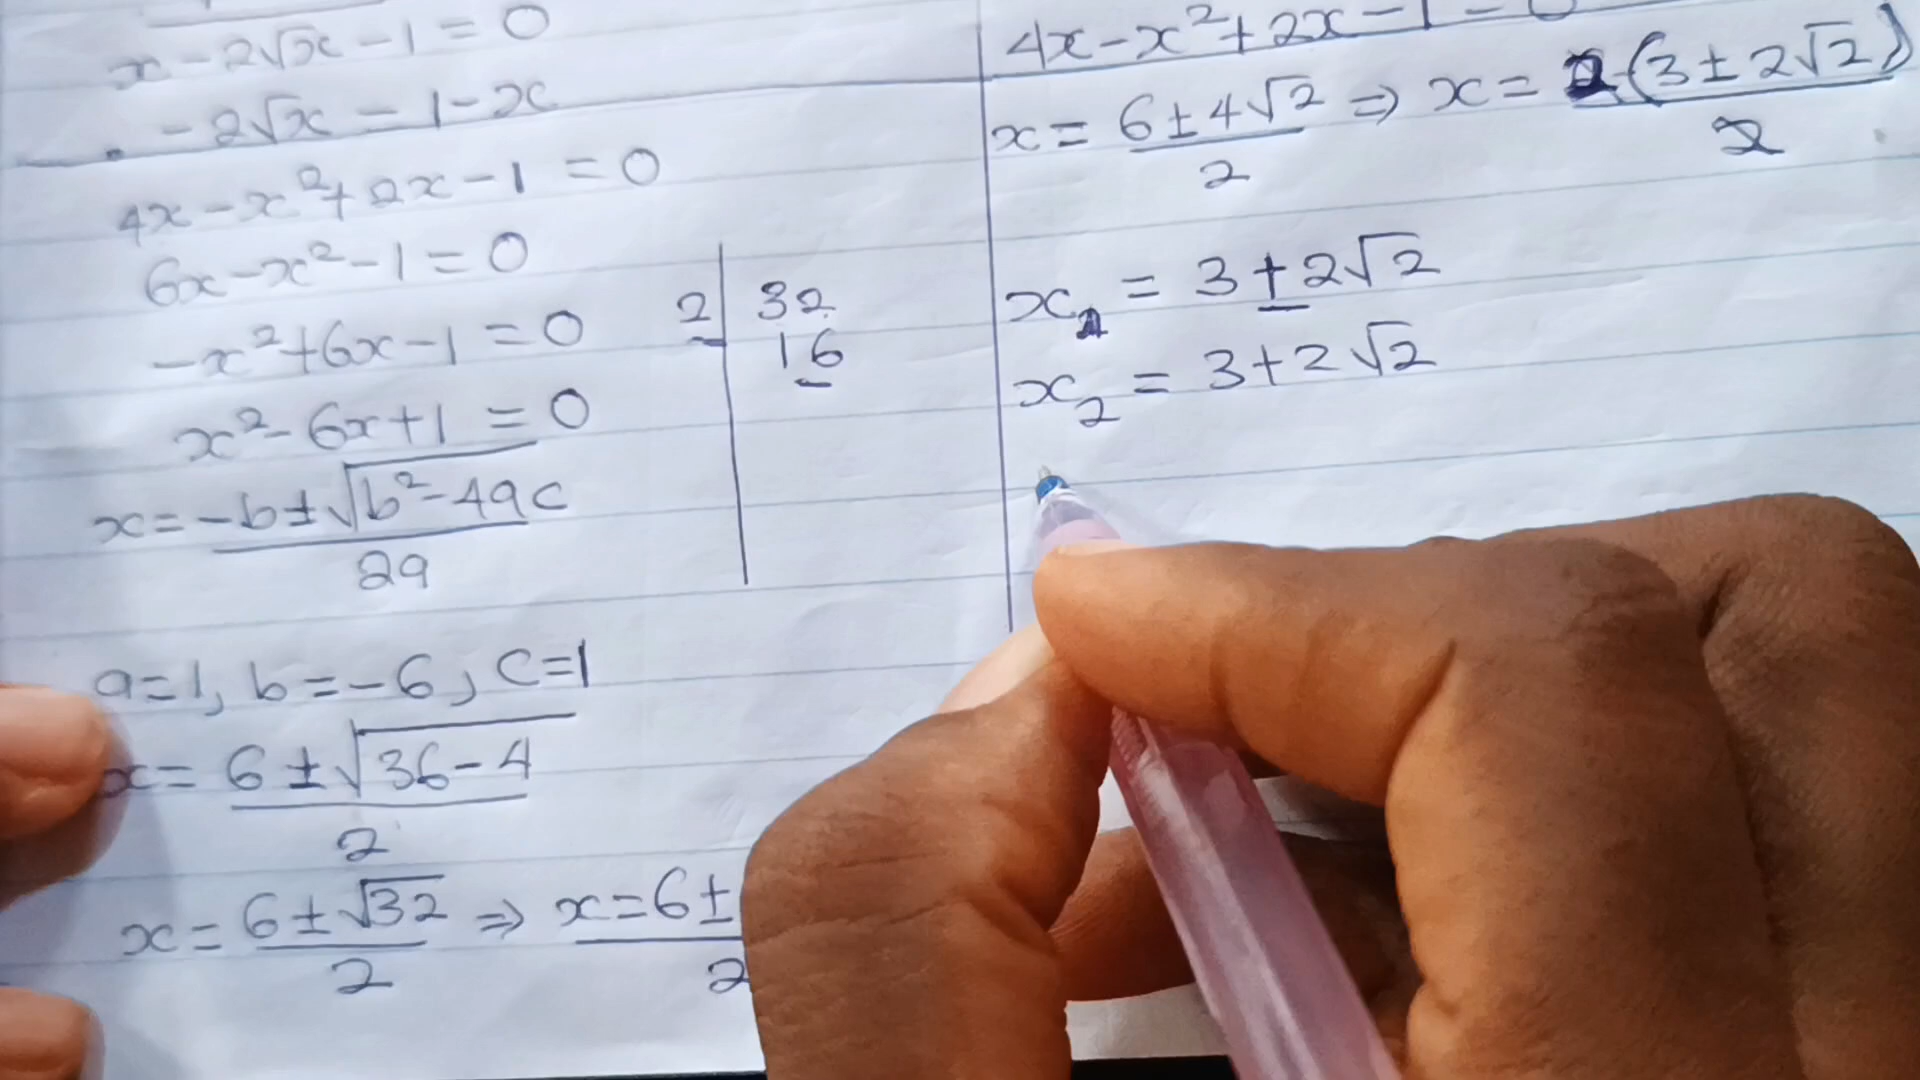 x-2√x-1=0
-2√x-1-x
4x-x²+2x-1=0
6x-x²-1=0
-x²+6x-1=0
x²-6x+1=0
x=-b±√b²-4ac
2a
a=1, b=-6, c=1
x=6±√36-4
2
x=6±√32 ⇒ x=6±
2 2
2 | 32
16
4x-x²+2x-1=0
x=6±4√2 ⇒ x=2(3±2√2)
2 2
x₁ = 3±2√2
x₂ = 3+2√2